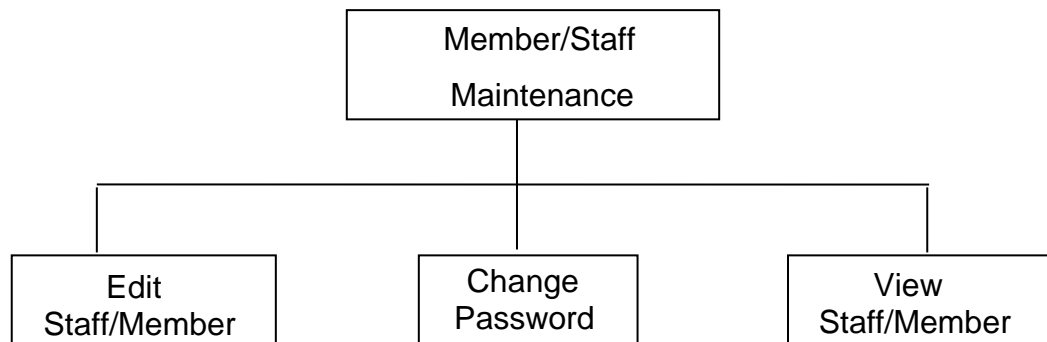 Member/Staff
Maintenance
Edit
Staff/Member
Change
Password
View
Staff/Member